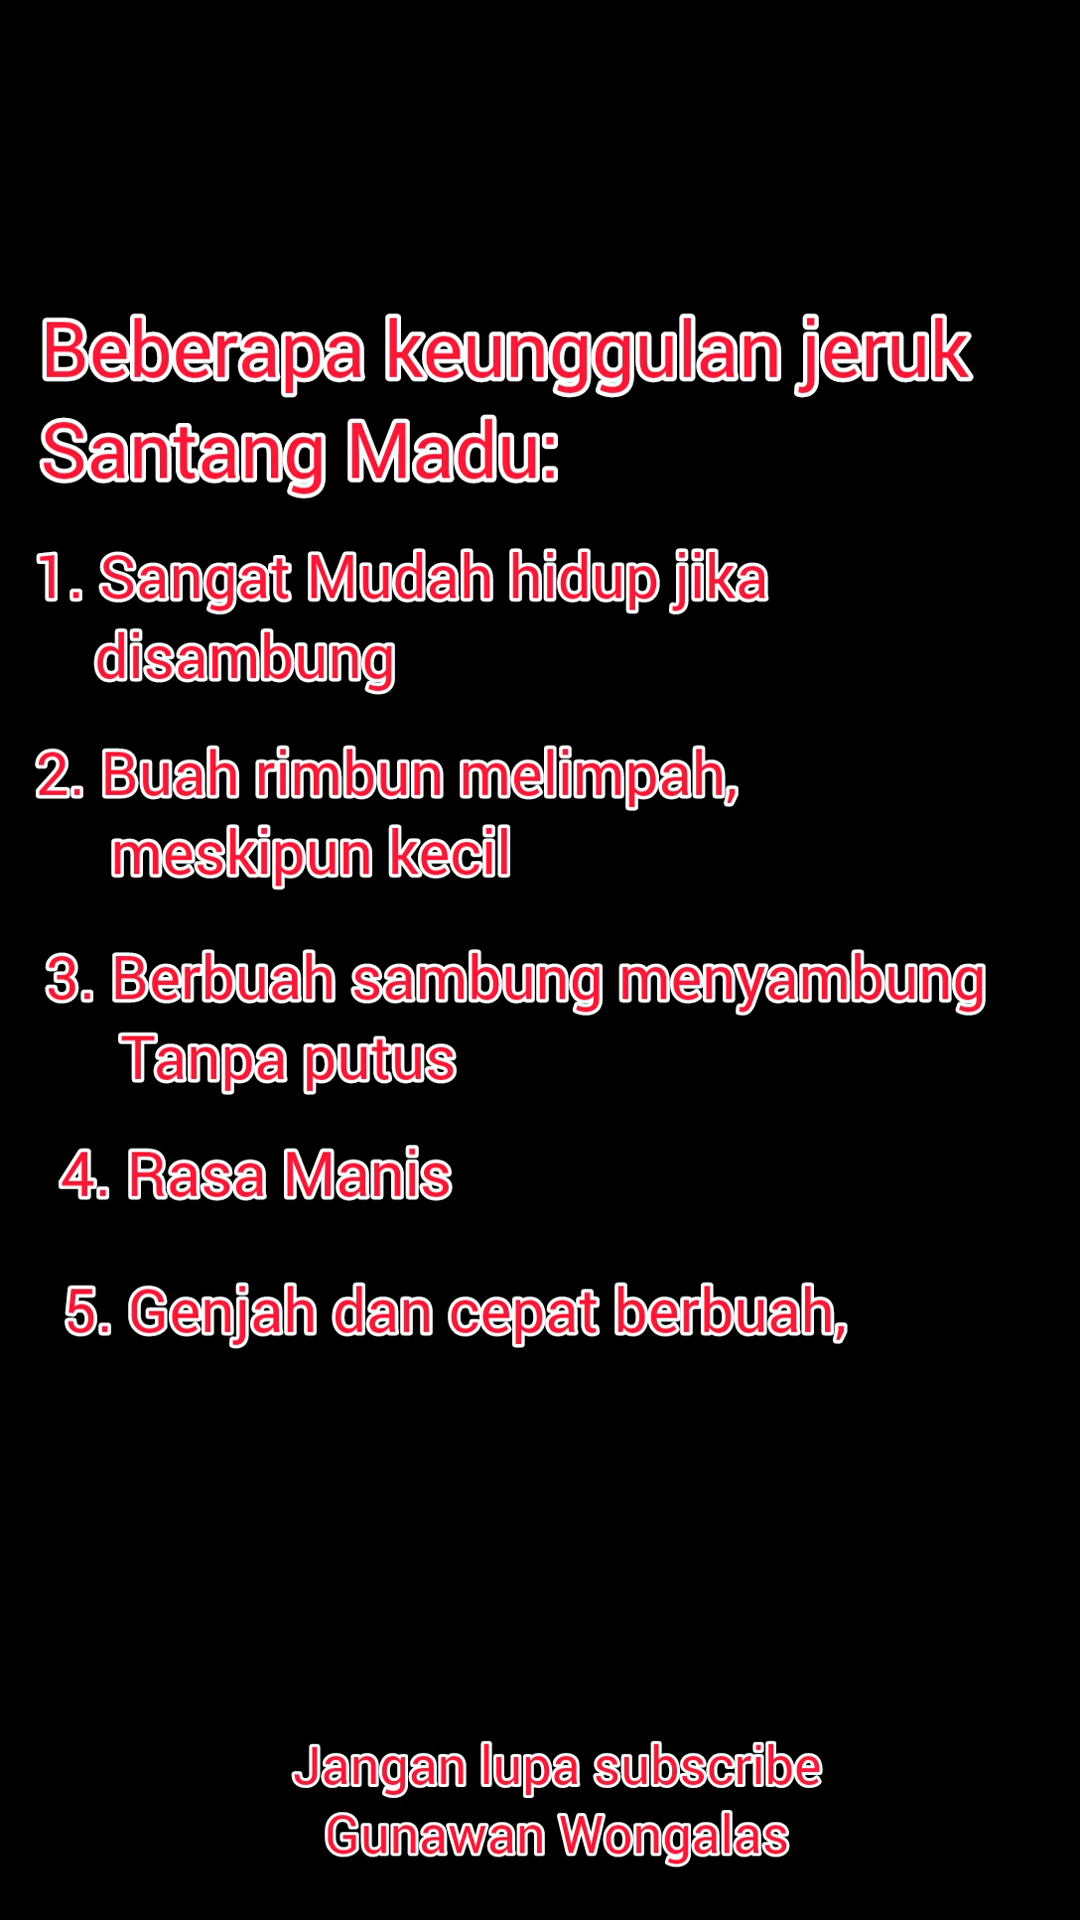 Beberapa keunggulan jeruk
Santang Madu:
1. Sangat Mudah hidup jika
disambung
2. Buah rimbun melimpah,
meskipun kecil
3. Berbuah sambung menyambung
Tanpa putus
4. Rasa Manis
5. Genjah dan cepat berbuah,
Jangan lupa subscribe
Gunawan Wongalas